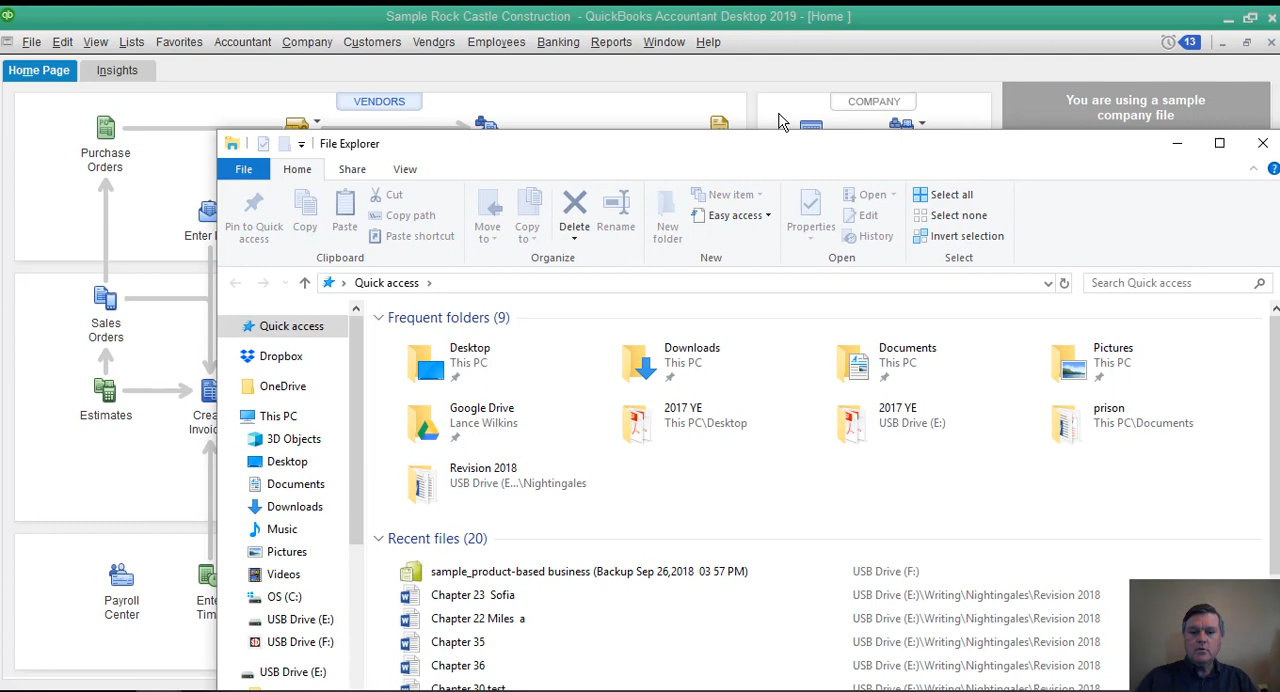 qb
Sample Rock Castle Construction - QuickBooks Accountant Desktop 2019 - [Home ]
File Edit View Lists Favorites Accountant Company Customers Vendors Employees Banking Reports Window Help 13
Home Page Insights
VENDORS COMPANY
You are using a sample
company file
Purchase
Orders
File Explorer
File Home Share View
Pin to Quick
access
Copy
Paste
Cut
Copy path
Paste shortcut
Clipboard
Move
to
Copy
to
Delete
Rename
Organize
New
folder
New item
Easy access
New
Properties
Open
Edit
History
Open
Select all
Select none
Invert selection
Select
Enter
Quick access
Search Quick access
Sales
Orders
Estimates
Payroll
Center
Quick access
Dropbox
OneDrive
This PC
3D Objects
Desktop
Documents
Downloads
Music
Pictures
Videos
OS (C:)
USB Drive (E:)
USB Drive (F:)
USB Drive (E:)
Frequent folders (9)
Desktop
This PC
Downloads
This PC
Documents
This PC
Pictures
This PC
Google Drive
Lance Wilkins
2017 YE
This PC\Desktop
2017 YE
USB Drive (E:)
prison
This PC\Documents
Revision 2018
USB Drive (E...\Nightingales
Recent files (20)
sample_product-based business (Backup Sep 26,2018 03 57 PM) USB Drive (F:)
Chapter 23 Sofia USB Drive (E:)\Writing\Nightingales\Revision 2018
Chapter 22 Miles a USB Drive (E:)\Writing\Nightingales\Revision 2018
Chapter 35 USB Drive (E:)\Writing\Nightingales\Revision 2018
Chapter 36 USB Drive (E:)\Writing\Nightingales\Revision 2018
Chapter 30 test